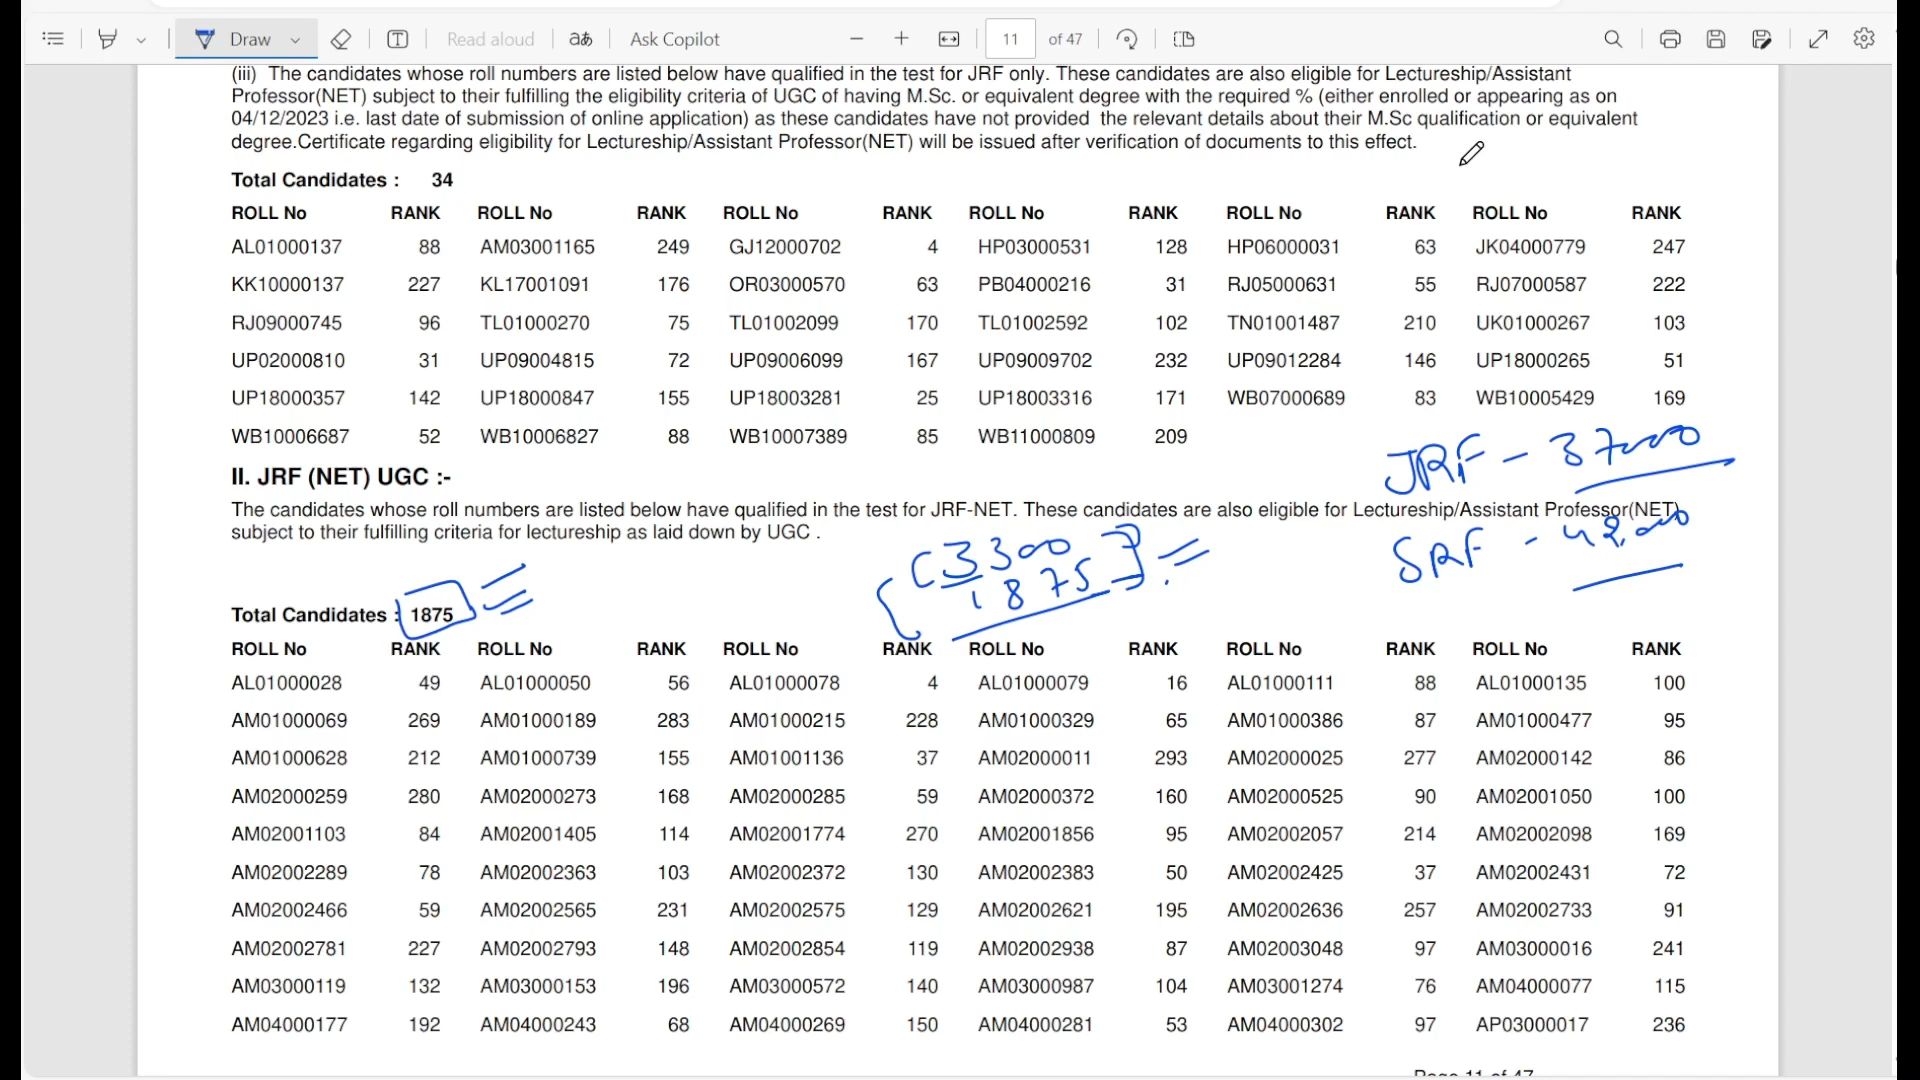 Draw Read aloud aあ Ask Copilot 11 of 47
(iii) The candidates whose roll numbers are listed below have qualified in the test for JRF only. These candidates are also eligible for Lectureship/Assistant
Professor(NET) subject to their fulfilling the eligibility criteria of UGC of having M.Sc. or equivalent degree with the required % (either enrolled or appearing as on
04/12/2023 i.e. last date of submission of online application) as these candidates have not provided the relevant details about their M.Sc qualification or equivalent
degree.Certificate regarding eligibility for Lectureship/Assistant Professor(NET) will be issued after verification of documents to this effect.
Total Candidates : 34
ROLL No RANK ROLL No RANK ROLL No RANK ROLL No RANK ROLL No RANK ROLL No RANK
AL01000137 88 AM03001165 249 GJ12000702 4 HP03000531 128 HP06000031 63 JK04000779 247
KK10000137 227 KL17001091 176 OR03000570 63 PB04000216 31 RJ05000631 55 RJ07000587 222
RJ09000745 96 TL01000270 75 TL01002099 170 TL01002592 102 TN01001487 210 UK01000267 103
UP02000810 31 UP09004815 72 UP09006099 167 UP09009702 232 UP09012284 146 UP18000265 51
UP18000357 142 UP18000847 155 UP18003281 25 UP18003316 171 WB07000689 83 WB10005429 169
WB10006687 52 WB10006827 88 WB10007389 85 WB11000809 209
JRF - 37000
II. JRF (NET) UGC :-
The candidates whose roll numbers are listed below have qualified in the test for JRF-NET. These candidates are also eligible for Lectureship/Assistant Professor(NET)
subject to their fulfilling criteria for lectureship as laid down by UGC .
SRF - 42,000
[3300
1875]
Total Candidates : 1875
ROLL No RANK ROLL No RANK ROLL No RANK ROLL No RANK ROLL No RANK ROLL No RANK
AL01000028 49 AL01000050 56 AL01000078 4 AL01000079 16 AL01000111 88 AL01000135 100
AM01000069 269 AM01000189 283 AM01000215 228 AM01000329 65 AM01000386 87 AM01000477 95
AM01000628 212 AM01000739 155 AM01001136 37 AM02000011 293 AM02000025 277 AM02000142 86
AM02000259 280 AM02000273 168 AM02000285 59 AM02000372 160 AM02000525 90 AM02001050 100
AM02001103 84 AM02001405 114 AM02001774 270 AM02001856 95 AM02002057 214 AM02002098 169
AM02002289 78 AM02002363 103 AM02002372 130 AM02002383 50 AM02002425 37 AM02002431 72
AM02002466 59 AM02002565 231 AM02002575 129 AM02002621 195 AM02002636 257 AM02002733 91
AM02002781 227 AM02002793 148 AM02002854 119 AM02002938 87 AM02003048 97 AM03000016 241
AM03000119 132 AM03000153 196 AM03000572 140 AM03000987 104 AM03001274 76 AM04000077 115
AM04000177 192 AM04000243 68 AM04000269 150 AM04000281 53 AM04000302 97 AP03000017 236
Page 11 of 47